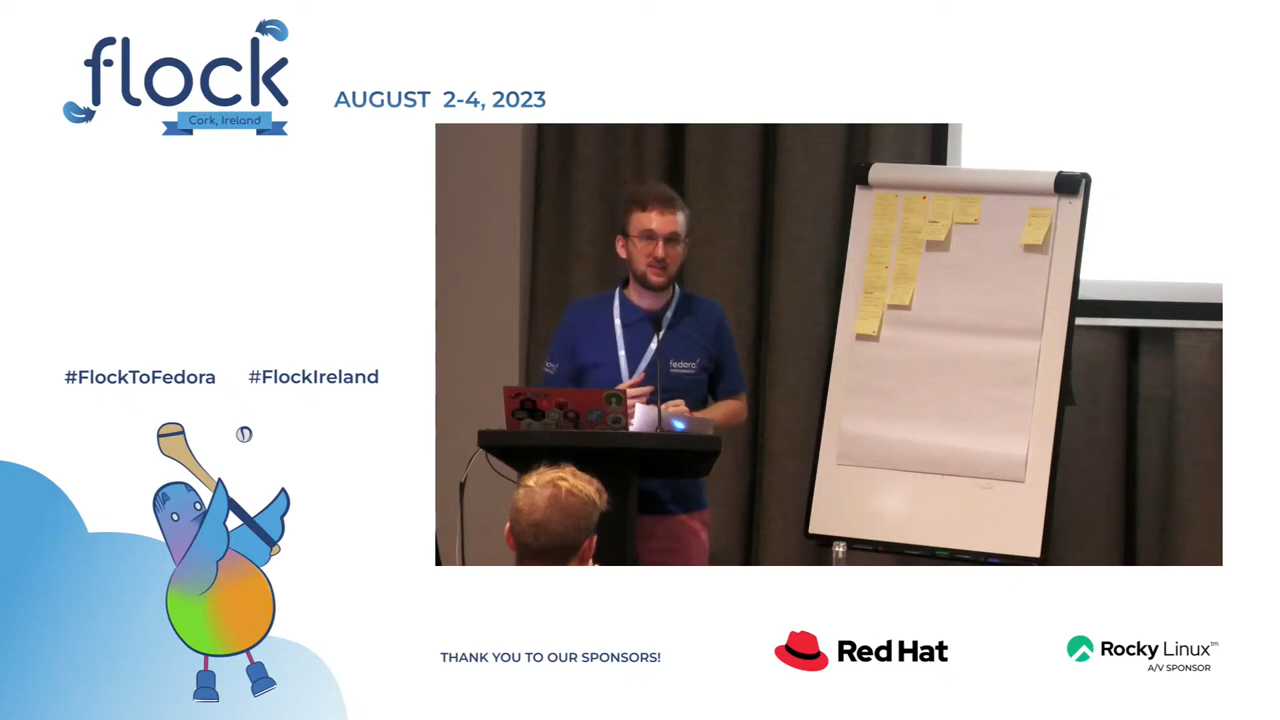 flock
Cork, Ireland
AUGUST 2-4, 2023
fedora
#FlockToFedora #FlockIreland
THANK YOU TO OUR SPONSORS!
Red Hat
Rocky Linux™
A/V SPONSOR